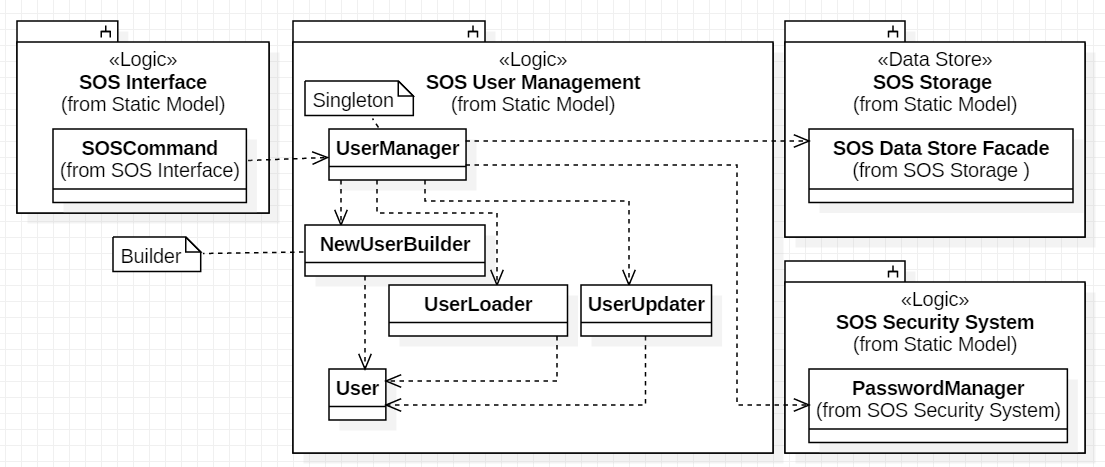 «Logic»
SOS Interface
(from Static Model)
SOSCommand
(from SOS Interface)
«Logic»
SOS User Management
(from Static Model)
Singleton
UserManager
Builder
NewUserBuilder
UserLoader
UserUpdater
User
«Data Store»
SOS Storage
(from Static Model)
SOS Data Store Facade
(from SOS Storage )
«Logic»
SOS Security System
(from Static Model)
PasswordManager
(from SOS Security System)